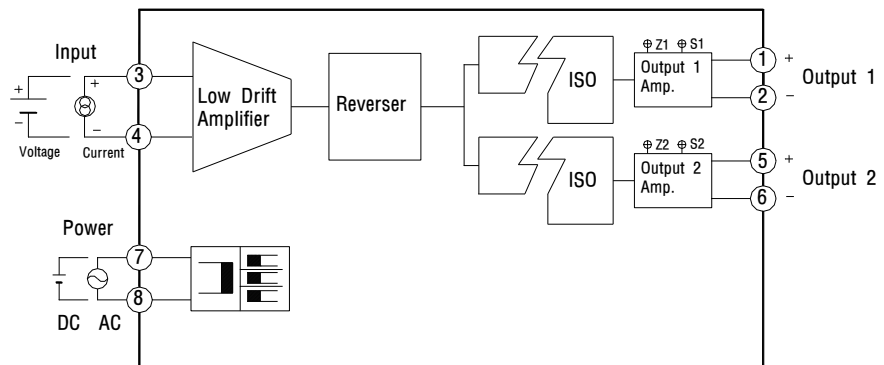 Input
+
-
Voltage
+
-
Current
3
4
Low Drift
Amplifier
Reverser
ISO
Z1 S1
Output 1
Amp.
1
+
2
-
Output 1
ISO
Z2 S2
Output 2
Amp.
5
+
6
-
Output 2
Power
7
8
DC AC